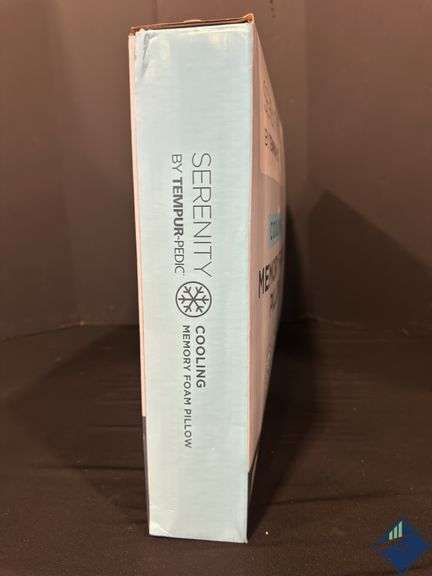 SERENITY
BY TEMPUR-PEDIC
COOLING
MEMORY FOAM PILLOW